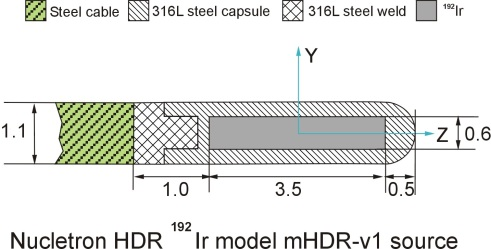 Steel cable 316L steel capsule 316L steel weld ¹⁹²Ir
Y
1.1
Z
0.6
1.0 3.5 0.5
Nucletron HDR ¹⁹²Ir model mHDR-v1 source